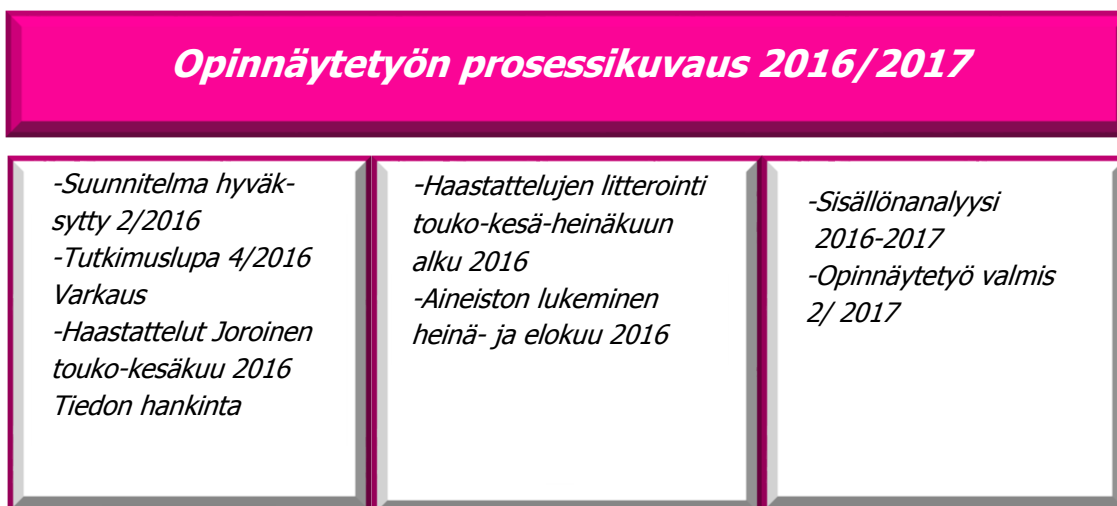 Opinnäytetyön prosessikuvaus 2016/2017
-Suunnitelma hyväk-
sytty 2/2016
-Tutkimuslupa 4/2016
Varkaus
-Haastattelut Joroinen
touko-kesäkuu 2016
Tiedon hankinta
-Haastattelujen litterointi
touko-kesä-heinäkuun
alku 2016
-Aineiston lukeminen
heinä- ja elokuu 2016
-Sisällönanalyysi
2016-2017
-Opinnäytetyö valmis
2/ 2017